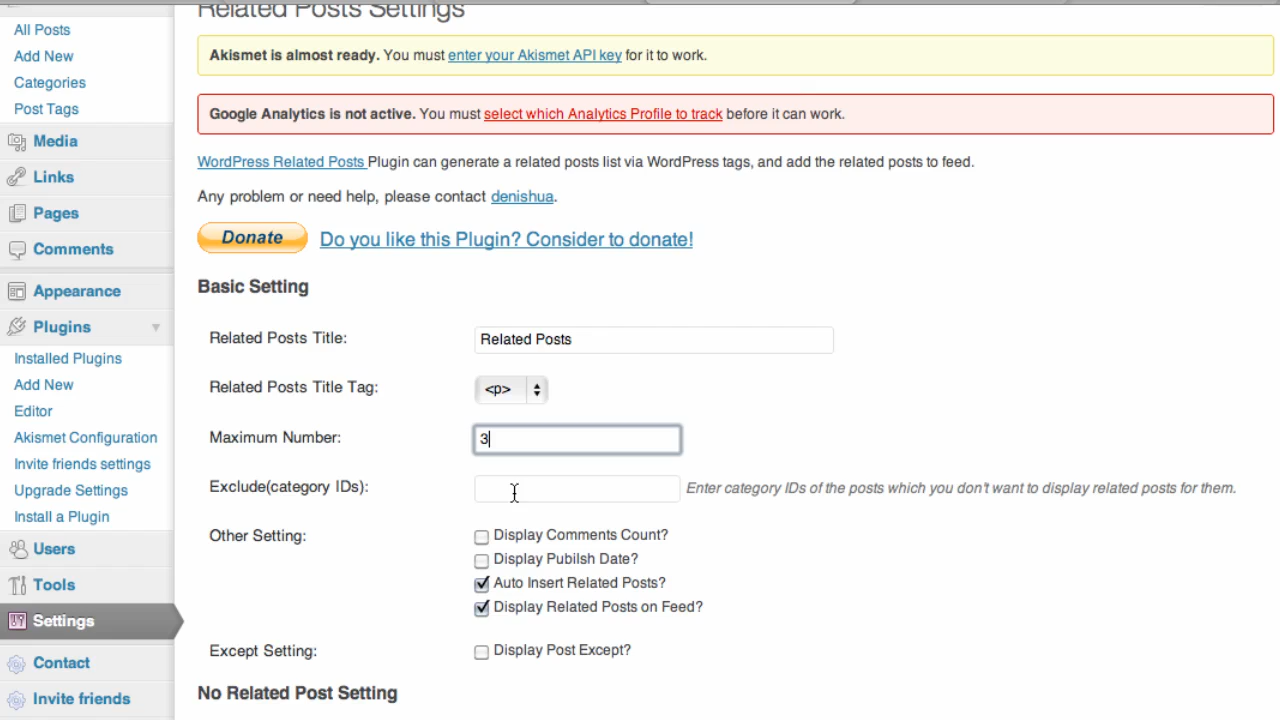 Related Posts Settings
All Posts
Add New
Categories
Post Tags
Media
Links
Pages
Comments
Appearance
Plugins
Installed Plugins
Add New
Editor
Akismet Configuration
Invite friends settings
Upgrade Settings
Install a Plugin
Users
Tools
Settings
Contact
Invite friends
Akismet is almost ready. You must enter your Akismet API key for it to work.
Google Analytics is not active. You must select which Analytics Profile to track before it can work.
WordPress Related Posts Plugin can generate a related posts list via WordPress tags, and add the related posts to feed.
Any problem or need help, please contact denishua.
Donate Do you like this Plugin? Consider to donate!
Basic Setting
Related Posts Title: Related Posts
Related Posts Title Tag: <p>
Maximum Number: 3
Exclude(category IDs): Enter category IDs of the posts which you don't want to display related posts for them.
Other Setting: Display Comments Count?
Display Publish Date?
Auto Insert Related Posts?
Display Related Posts on Feed?
Except Setting: Display Post Except?
No Related Post Setting